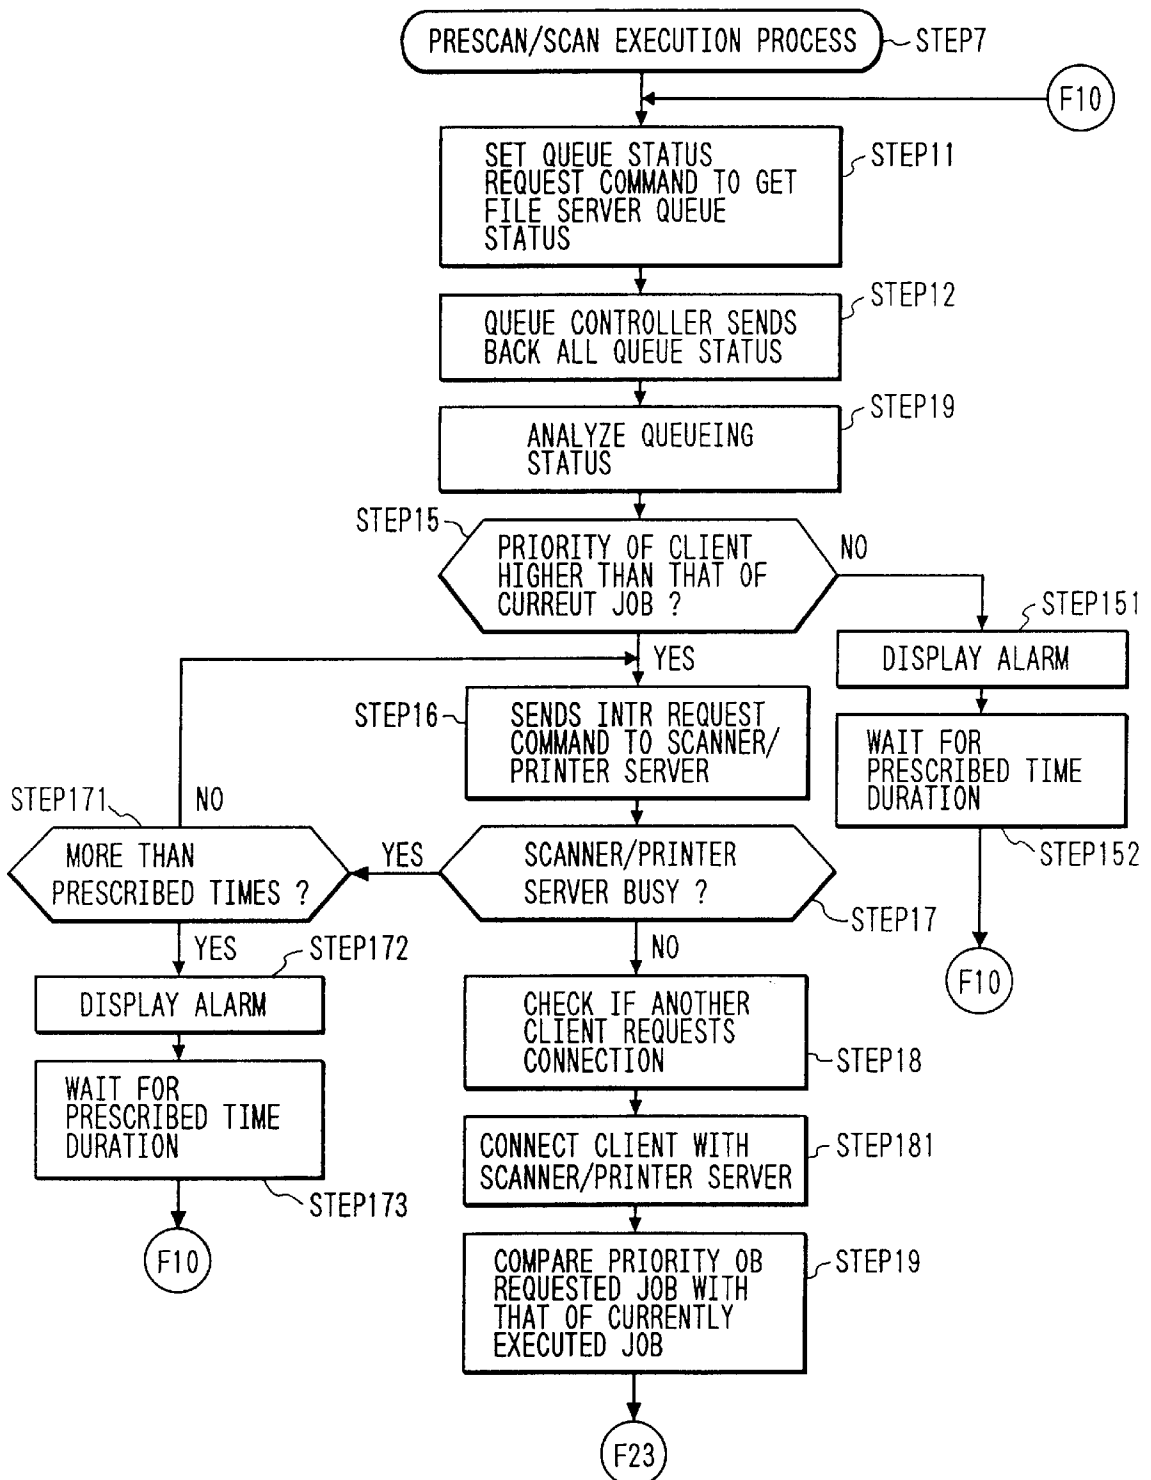 PRESCAN/SCAN EXECUTION PROCESS
STEP7
F10
SET QUEUE STATUS
REQUEST COMMAND TO GET
FILE SERVER QUEUE
STATUS
STEP11
QUEUE CONTROLLER SENDS
BACK ALL QUEUE STATUS
STEP12
ANALYZE QUEUEING
STATUS
STEP19
STEP15
PRIORITY OF CLIENT
HIGHER THAN THAT OF
CURREUT JOB ?
NO
YES
STEP151
DISPLAY ALARM
WAIT FOR
PRESCRIBED TIME
DURATION
STEP152
F10
STEP16
SENDS INTR REQUEST
COMMAND TO SCANNER/
PRINTER SERVER
SCANNER/PRINTER
SERVER BUSY ?
STEP17
YES
NO
STEP171
NO
MORE THAN
PRESCRIBED TIMES ?
YES
STEP172
DISPLAY ALARM
WAIT FOR
PRESCRIBED TIME
DURATION
STEP173
F10
CHECK IF ANOTHER
CLIENT REQUESTS
CONNECTION
STEP18
CONNECT CLIENT WITH
SCANNER/PRINTER SERVER
STEP181
COMPARE PRIORITY OB
REQUESTED JOB WITH
THAT OF CURRENTLY
EXECUTED JOB
STEP19
F23